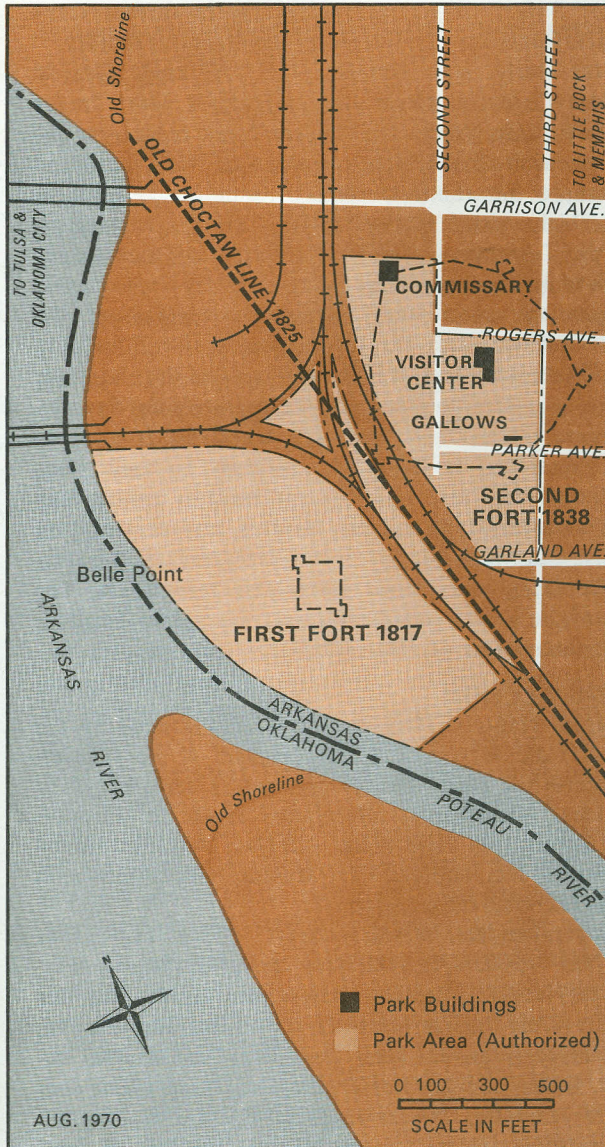 Old Shoreline
OLD CHOCTAW LINE 1825
SECOND STREET
THIRD STREET
TO LITTLE ROCK
& MEMPHIS
GARRISON AVE.
TO TULSA &
OKLAHOMA CITY
COMMISSARY
ROGERS AVE
VISITOR
CENTER
GALLOWS
PARKER AVE.
SECOND
FORT 1838
GARLAND AVE.
Belle Point
FIRST FORT 1817
ARKANSAS
RIVER
ARKANSAS
OKLAHOMA
POTEAU
RIVER
Old Shoreline
N
Park Buildings
Park Area (Authorized)
0 100 300 500
SCALE IN FEET
AUG. 1970